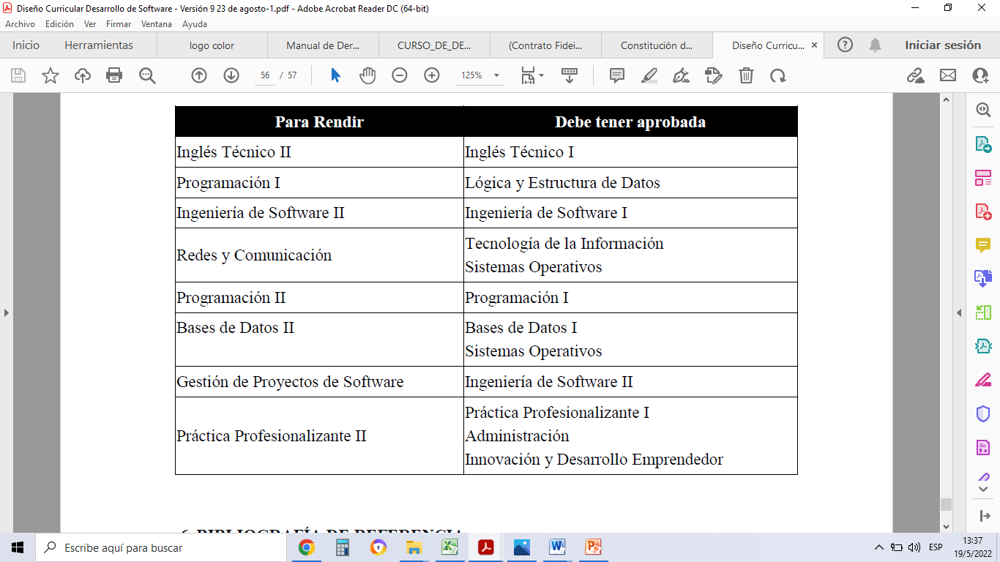 Diseño Curricular Desarrollo de Software - Versión 9 23 de agosto-1.pdf - Adobe Acrobat Reader DC (64-bit)
Archivo Edición Ver Firmar Ventana Ayuda
Inicio Herramientas logo color Manual de Der... CURSO_DE_DE... (Contrato Fidei... Constitución d... Diseño Curricu... Iniciar sesión
56 / 57 125%
Para Rendir Debe tener aprobada
Inglés Técnico II Inglés Técnico I
Programación I Lógica y Estructura de Datos
Ingeniería de Software II Ingeniería de Software I
Redes y Comunicación Tecnología de la Información
Sistemas Operativos
Programación II Programación I
Bases de Datos II Bases de Datos I
Sistemas Operativos
Gestión de Proyectos de Software Ingeniería de Software II
Práctica Profesionalizante II Práctica Profesionalizante I
Administración
Innovación y Desarrollo Emprendedor
6. BIBLIOGRAFÍA DE REFERENCIA
Escribe aquí para buscar
ESP 13:37
19/5/2022